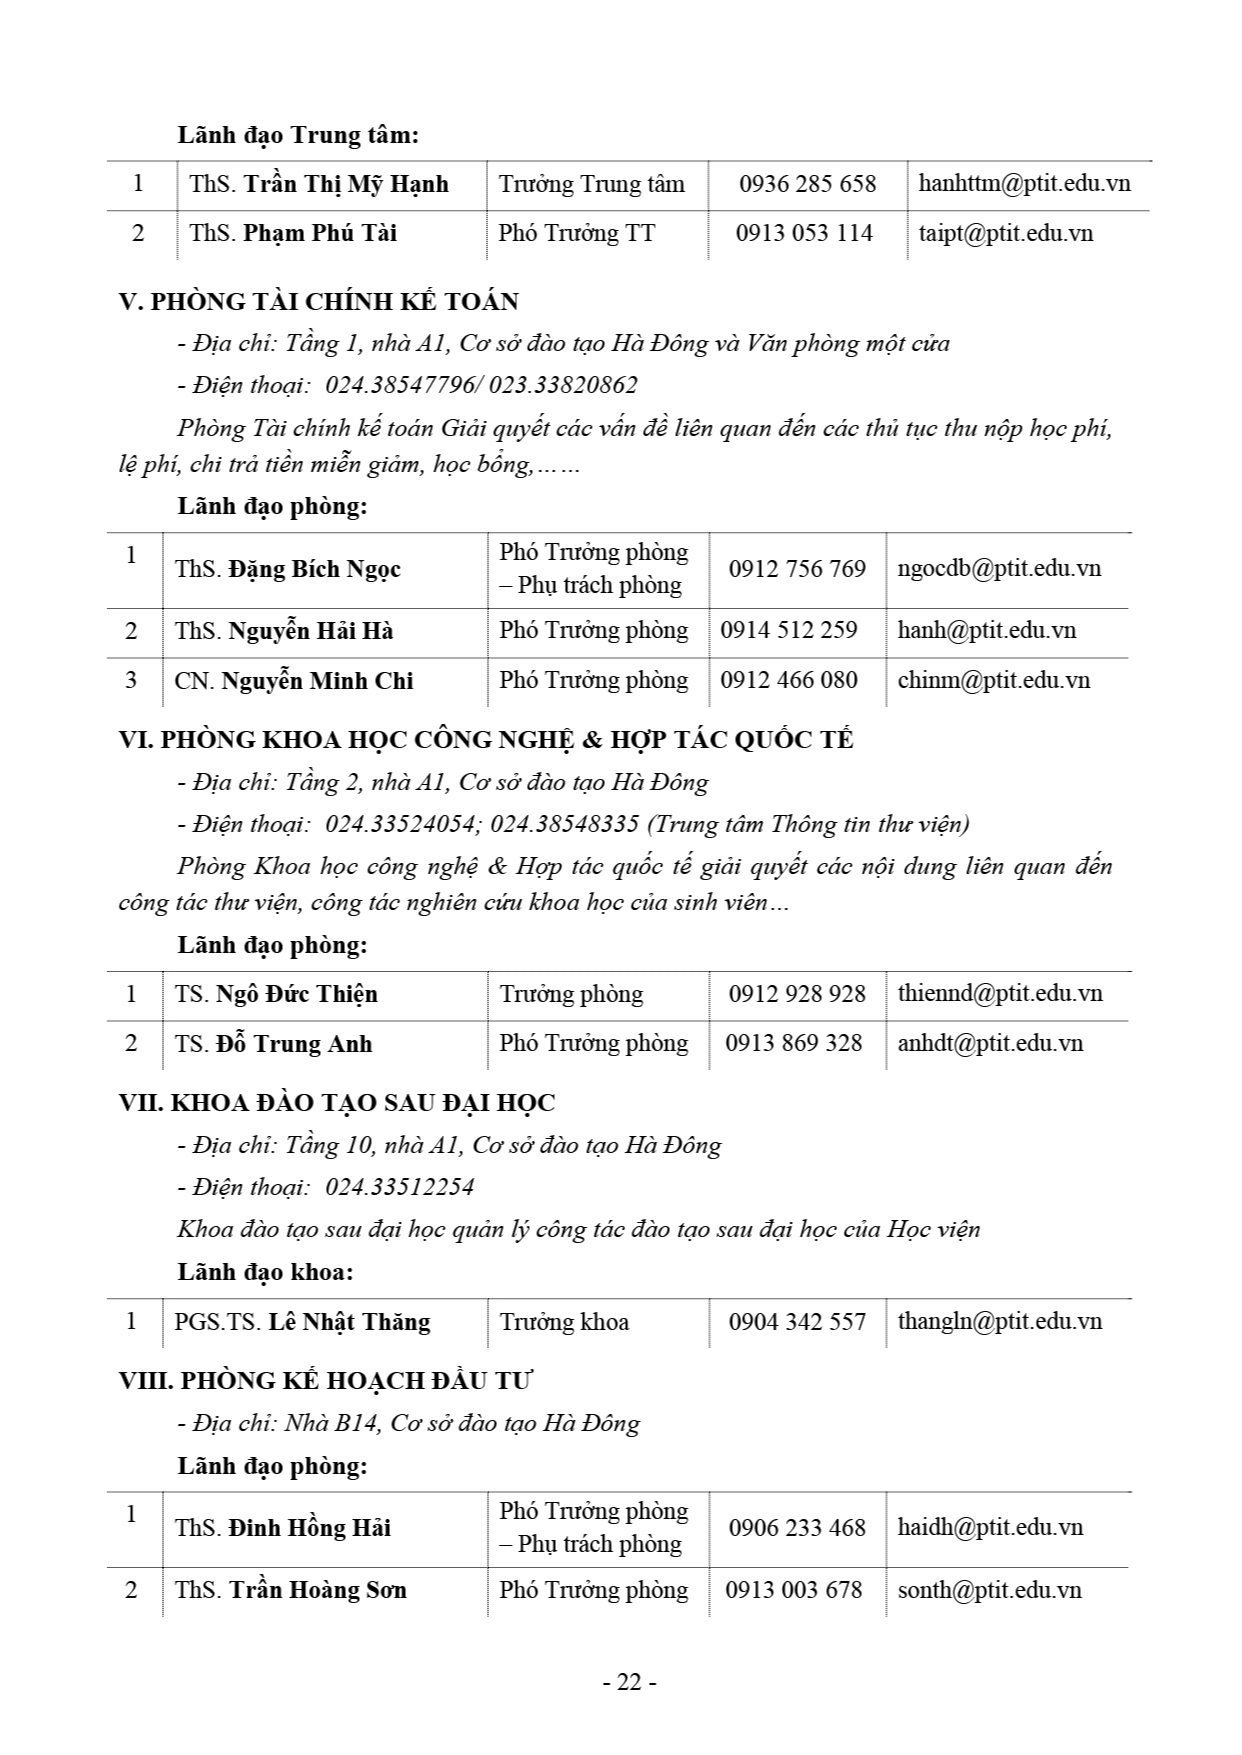 Lãnh đạo Trung tâm:
1 ThS. Trần Thị Mỹ Hạnh Trưởng Trung tâm 0936 285 658 hanhttm@ptit.edu.vn
2 ThS. Phạm Phú Tài Phó Trưởng TT 0913 053 114 taipt@ptit.edu.vn
V. PHÒNG TÀI CHÍNH KẾ TOÁN
- Địa chỉ: Tầng 1, nhà A1, Cơ sở đào tạo Hà Đông và Văn phòng một cửa
- Điện thoại: 024.38547796/ 023.33820862
Phòng Tài chính kế toán Giải quyết các vấn đề liên quan đến các thủ tục thu nộp học phí,
lệ phí, chi trả tiền miễn giảm, học bổng,……
Lãnh đạo phòng:
1 ThS. Đặng Bích Ngọc Phó Trưởng phòng
– Phụ trách phòng 0912 756 769 ngocdb@ptit.edu.vn
2 ThS. Nguyễn Hải Hà Phó Trưởng phòng 0914 512 259 hanh@ptit.edu.vn
3 CN. Nguyễn Minh Chi Phó Trưởng phòng 0912 466 080 chinm@ptit.edu.vn
VI. PHÒNG KHOA HỌC CÔNG NGHỆ & HỢP TÁC QUỐC TẾ
- Địa chỉ: Tầng 2, nhà A1, Cơ sở đào tạo Hà Đông
- Điện thoại: 024.33524054; 024.38548335 (Trung tâm Thông tin thư viện)
Phòng Khoa học công nghệ & Hợp tác quốc tế giải quyết các nội dung liên quan đến
công tác thư viện, công tác nghiên cứu khoa học của sinh viên…
Lãnh đạo phòng:
1 TS. Ngô Đức Thiện Trưởng phòng 0912 928 928 thiennd@ptit.edu.vn
2 TS. Đỗ Trung Anh Phó Trưởng phòng 0913 869 328 anhdt@ptit.edu.vn
VII. KHOA ĐÀO TẠO SAU ĐẠI HỌC
- Địa chỉ: Tầng 10, nhà A1, Cơ sở đào tạo Hà Đông
- Điện thoại: 024.33512254
Khoa đào tạo sau đại học quản lý công tác đào tạo sau đại học của Học viện
Lãnh đạo khoa:
1 PGS.TS. Lê Nhật Thăng Trưởng khoa 0904 342 557 thangln@ptit.edu.vn
VIII. PHÒNG KẾ HOẠCH ĐẦU TƯ
- Địa chỉ: Nhà B14, Cơ sở đào tạo Hà Đông
Lãnh đạo phòng:
1 ThS. Đinh Hồng Hải Phó Trưởng phòng
– Phụ trách phòng 0906 233 468 haidh@ptit.edu.vn
2 ThS. Trần Hoàng Sơn Phó Trưởng phòng 0913 003 678 sonth@ptit.edu.vn
- 22 -